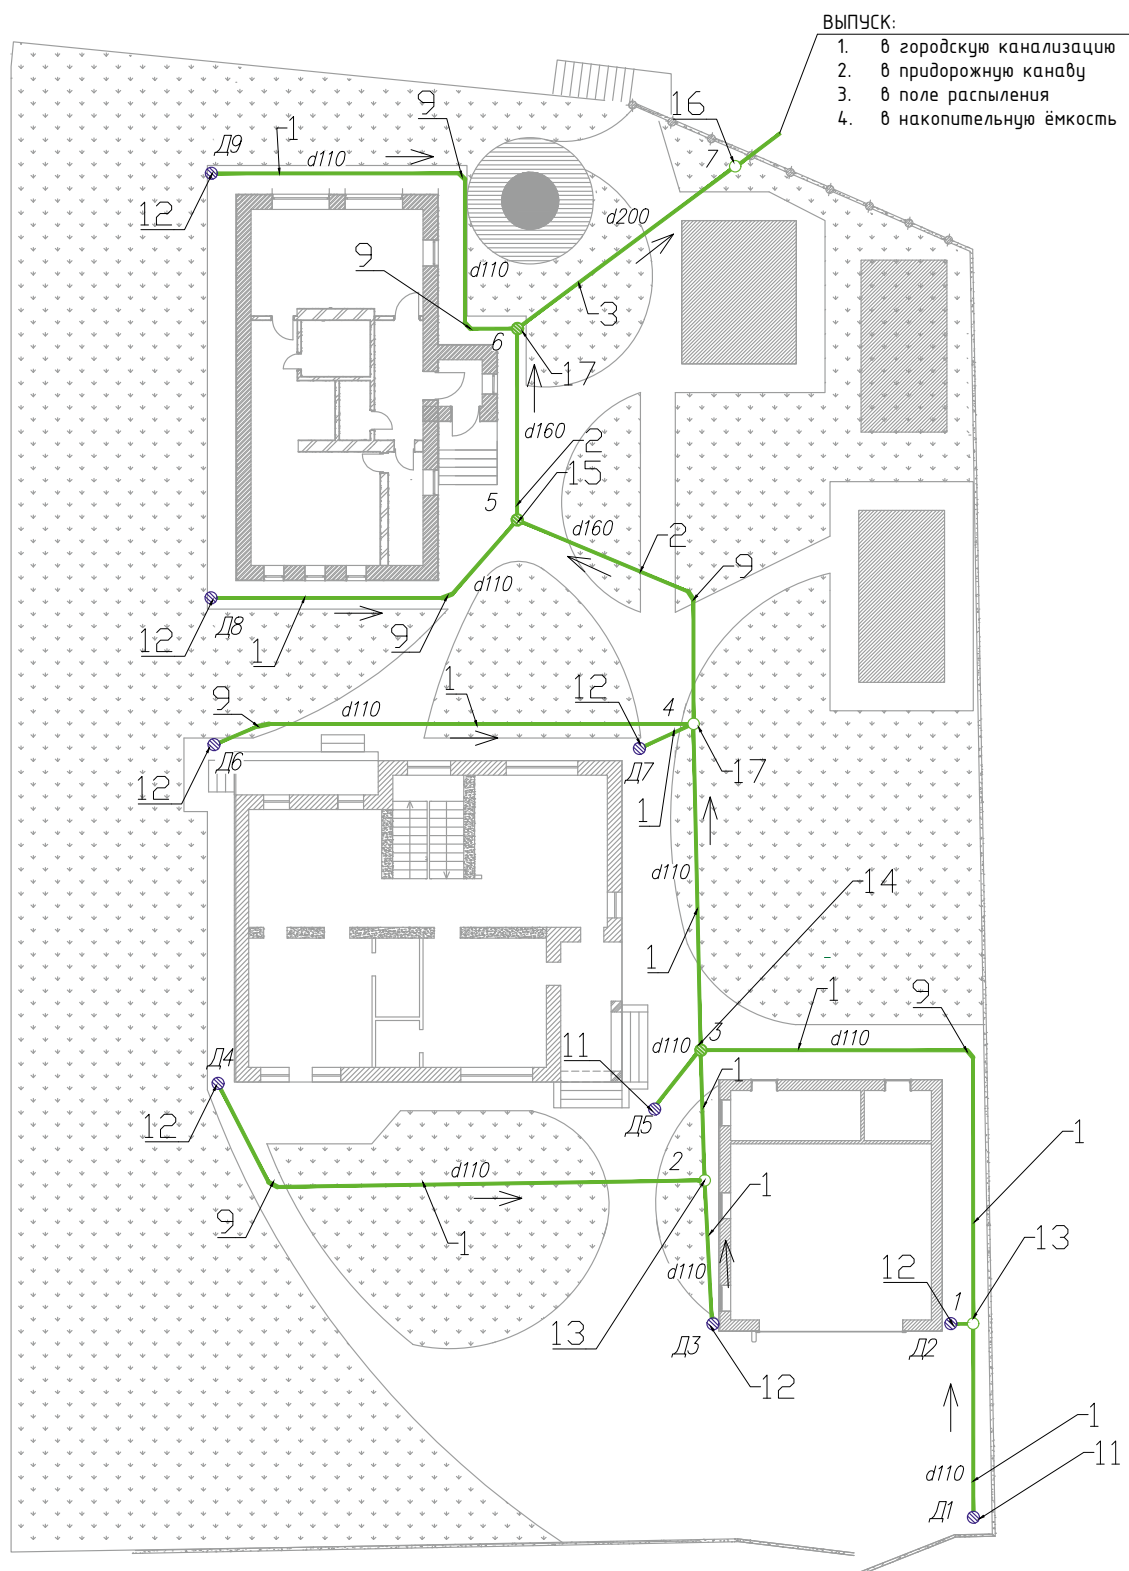 ВЫПУСК:
1. в городскую канализацию
2. в придорожную канаву
3. в поле распыления
4. в накопительную ёмкость
16
7
9
1
Д9
d110
12
d200
9
d110
3
6
17
d160
2
5
15
d160
2
9
d110
12
Д8
1
9
1
12
4
9
d110
Д6
Д7
17
12
1
d110
14
1
1
9
3
d110
d110
11
Д4
1
12
Д5
1
2
d110
1
9
1
13
d110
12
1
13
Д3
Д2
12
1
d110
11
Д1